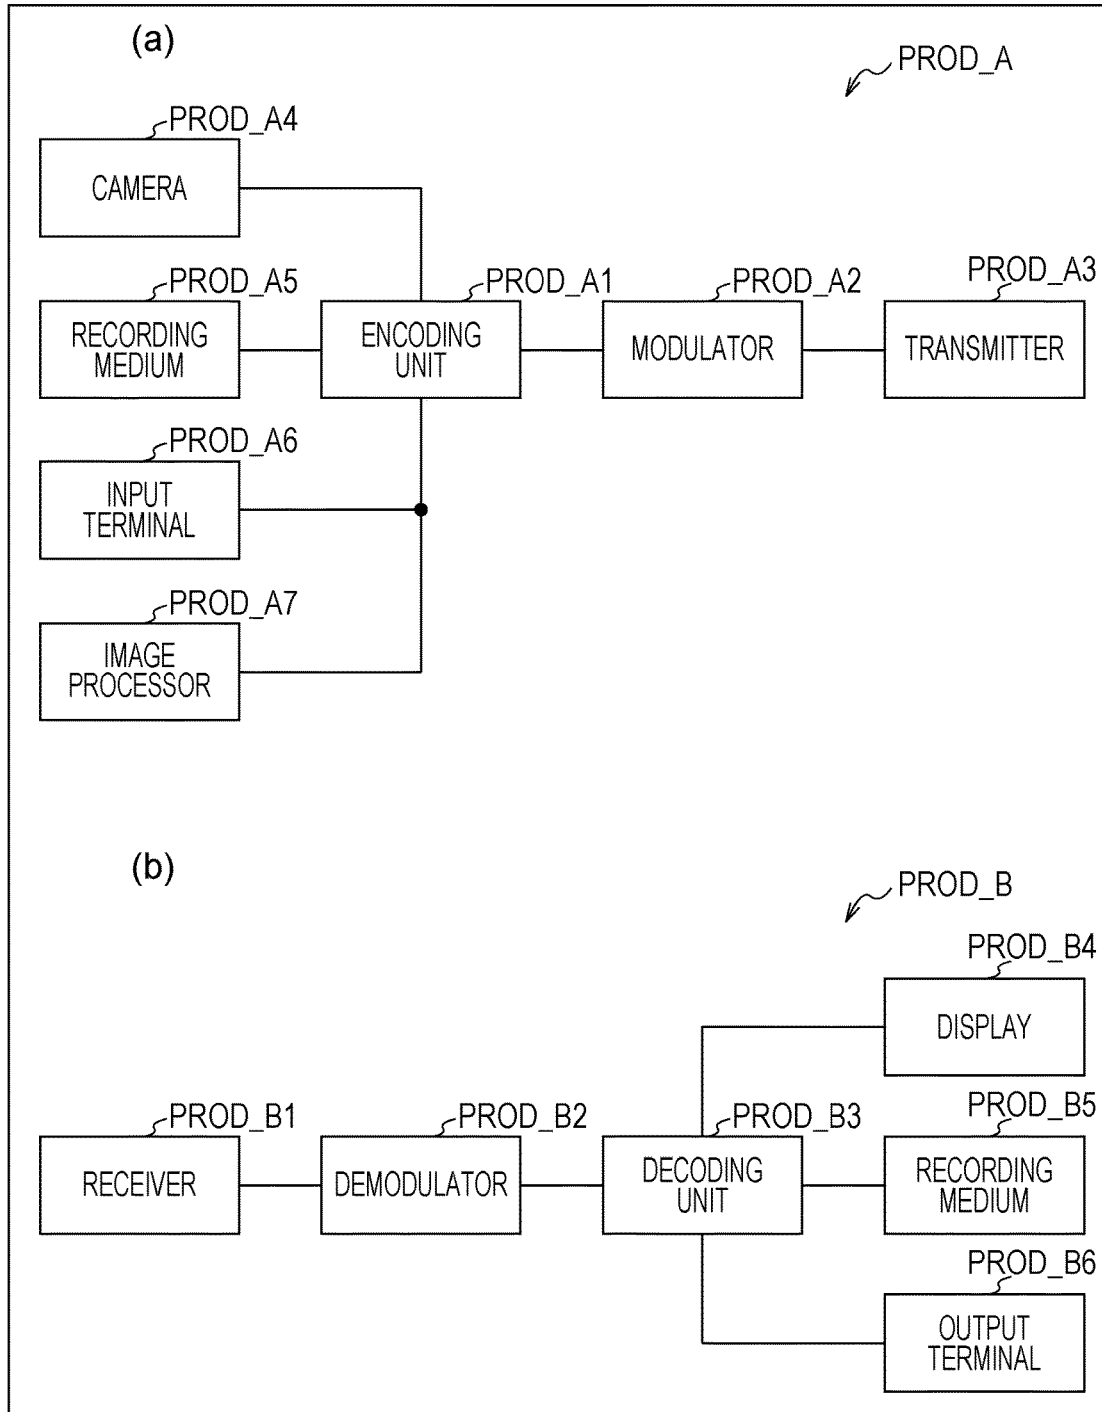 (a)
PROD_A
PROD_A4
CAMERA
PROD_A5
RECORDING
MEDIUM
PROD_A1
ENCODING
UNIT
PROD_A2
MODULATOR
PROD_A3
TRANSMITTER
PROD_A6
INPUT
TERMINAL
PROD_A7
IMAGE
PROCESSOR
(b)
PROD_B
PROD_B4
DISPLAY
PROD_B1
RECEIVER
PROD_B2
DEMODULATOR
PROD_B3
DECODING
UNIT
PROD_B5
RECORDING
MEDIUM
PROD_B6
OUTPUT
TERMINAL